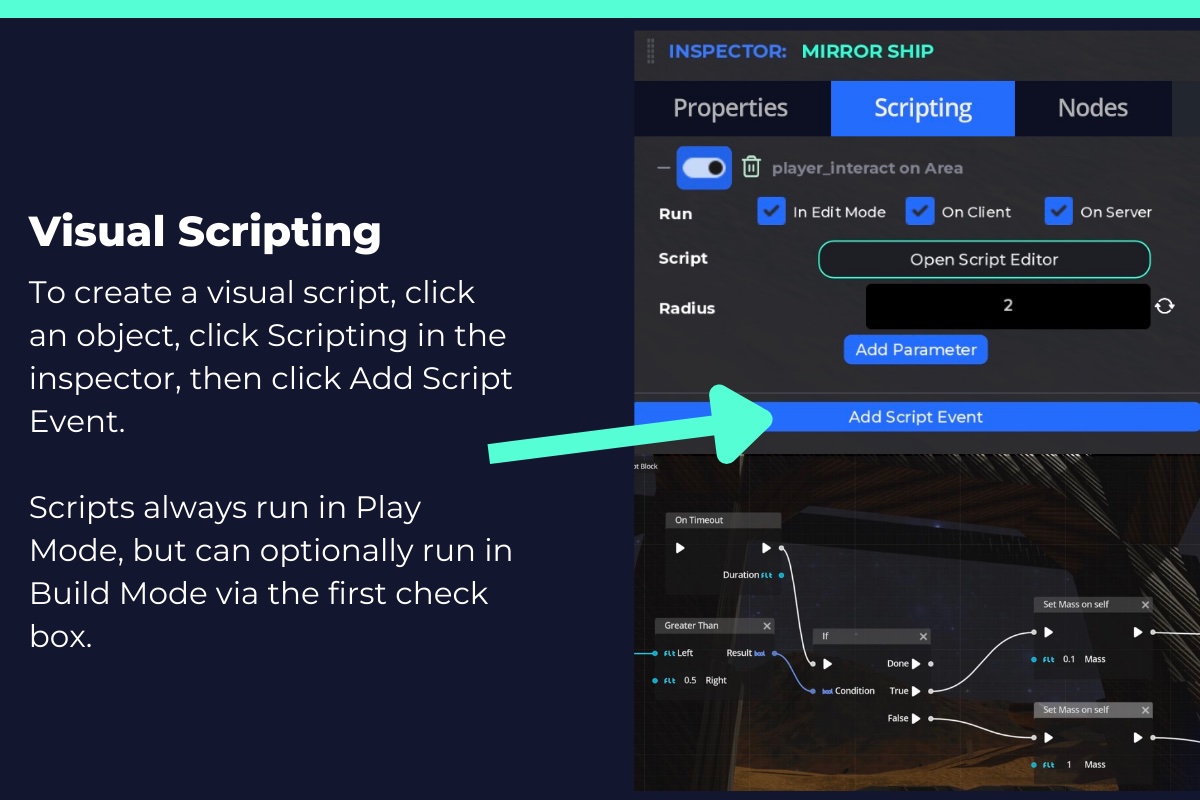 Visual Scripting
To create a visual script, click
an object, click Scripting in the
inspector, then click Add Script
Event.
Scripts always run in Play
Mode, but can optionally run in
Build Mode via the first check
box.
INSPECTOR: MIRROR SHIP
Properties Scripting Nodes
player_interact on Area
Run In Edit Mode On Client On Server
Script Open Script Editor
Radius 2
Add Parameter
Add Script Event
On Timeout
Duration flt
Greater Than
flt Left Result bool
flt 0.5 Right
If
Done
bool Condition True
False
Set Mass on self
flt 0.1 Mass
Set Mass on self
flt 1 Mass